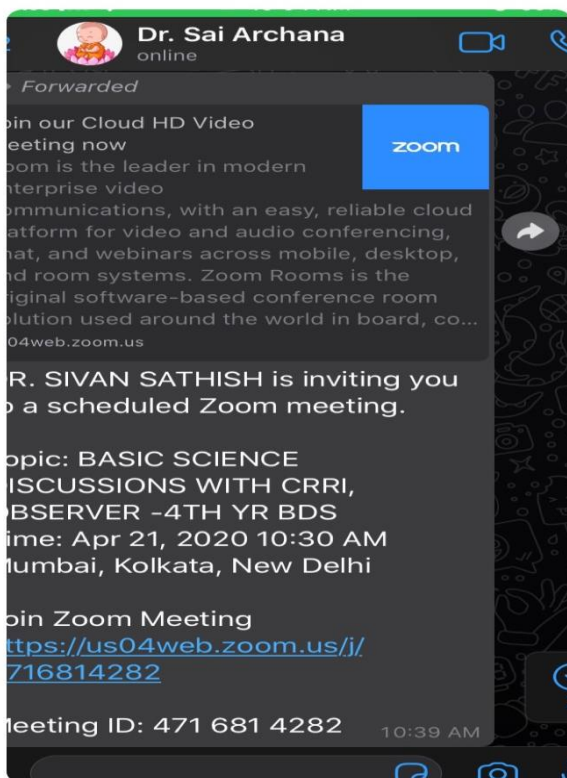 Dr. Sai Archana
online
Forwarded
oin our Cloud HD Video
eeting now
zoom
oom is the leader in modern
nterprise video
ommunications, with an easy, reliable cloud
latform for video and audio conferencing,
hat, and webinars across mobile, desktop,
nd room systems. Zoom Rooms is the
riginal software-based conference room
olution used around the world in board, co...
04web.zoom.us
R. SIVAN SATHISH is inviting you
o a scheduled Zoom meeting.
opic: BASIC SCIENCE
ISCUSSIONS WITH CRRI,
BSERVER -4TH YR BDS
ime: Apr 21, 2020 10:30 AM
Mumbai, Kolkata, New Delhi
oin Zoom Meeting
ttps://us04web.zoom.us/j/
716814282
Meeting ID: 471 681 4282
10:39 AM